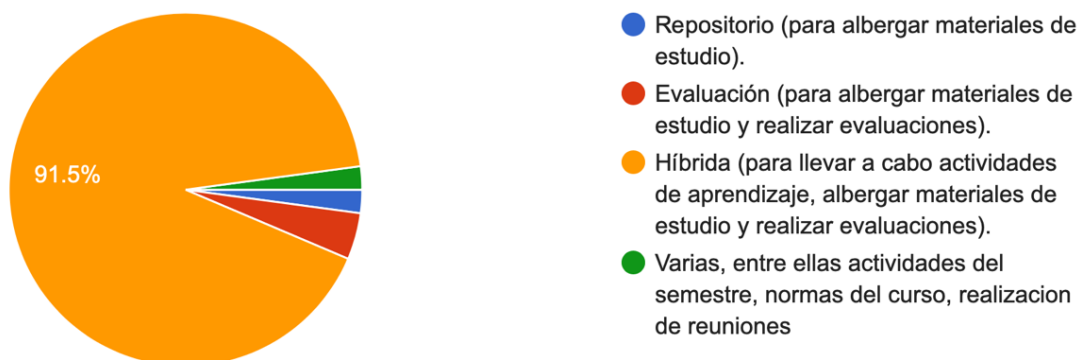 91.5%
Repositorio (para albergar materiales de
estudio).
Evaluación (para albergar materiales de
estudio y realizar evaluaciones).
Híbrida (para llevar a cabo actividades
de aprendizaje, albergar materiales de
estudio y realizar evaluaciones).
Varias, entre ellas actividades del
semestre, normas del curso, realizacion
de reuniones